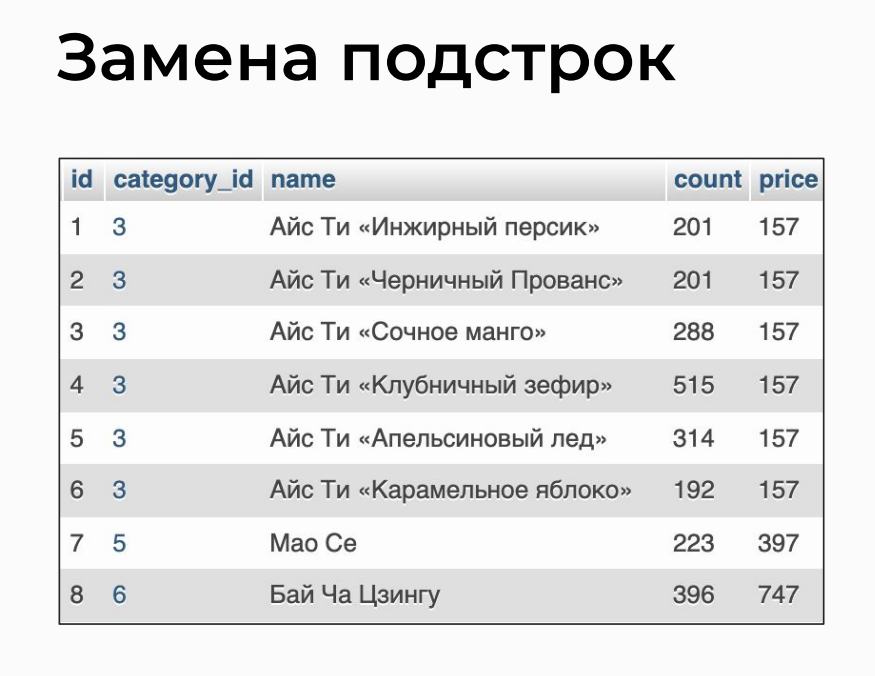 Замена подстрок
id category_id name count price
1 3 Айс Ти «Инжирный персик» 201 157
2 3 Айс Ти «Черничный Прованс» 201 157
3 3 Айс Ти «Сочное манго» 288 157
4 3 Айс Ти «Клубничный зефир» 515 157
5 3 Айс Ти «Апельсиновый лед» 314 157
6 3 Айс Ти «Карамельное яблоко» 192 157
7 5 Мао Се 223 397
8 6 Бай Ча Цзингу 396 747